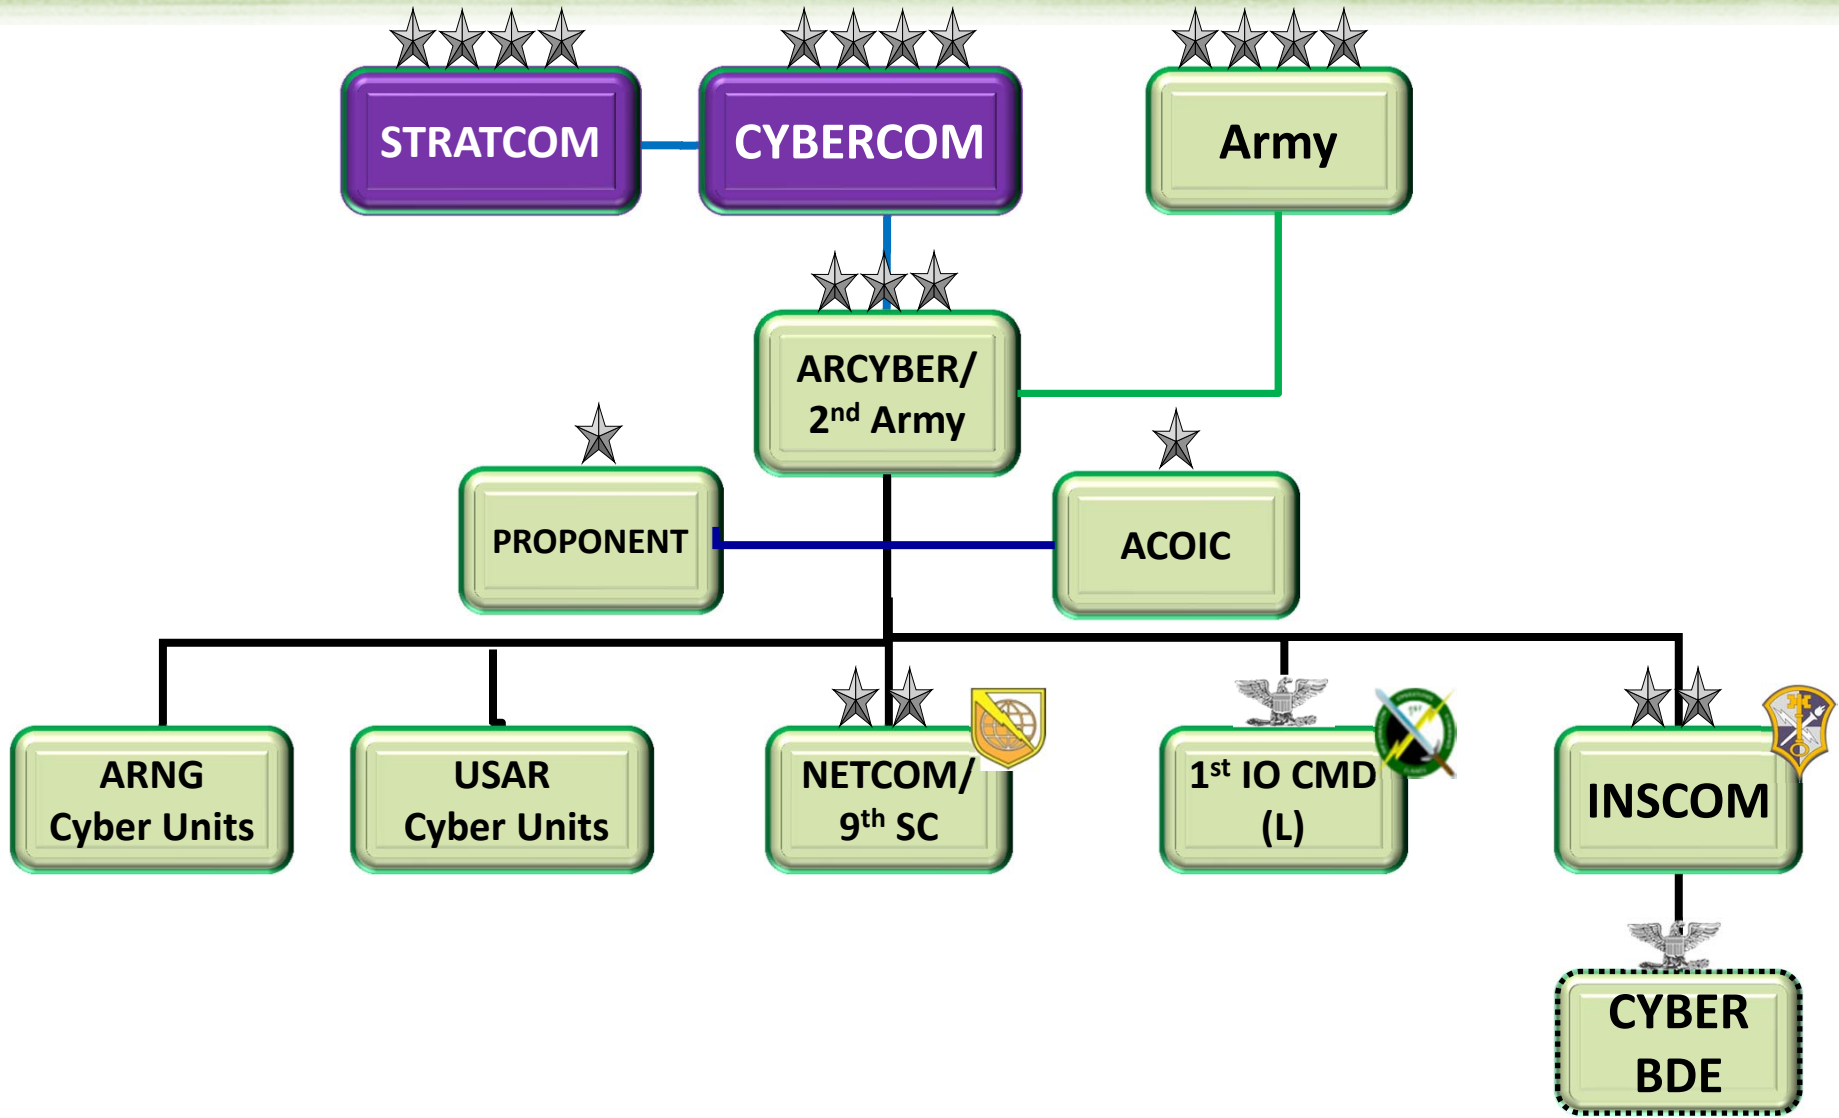 STRATCOM
CYBERCOM
Army
ARCYBER/
2nd Army
PROPONENT
ACOIC
ARNG
Cyber Units
USAR
Cyber Units
NETCOM/
9th SC
1st IO CMD
(L)
INSCOM
CYBER
BDE